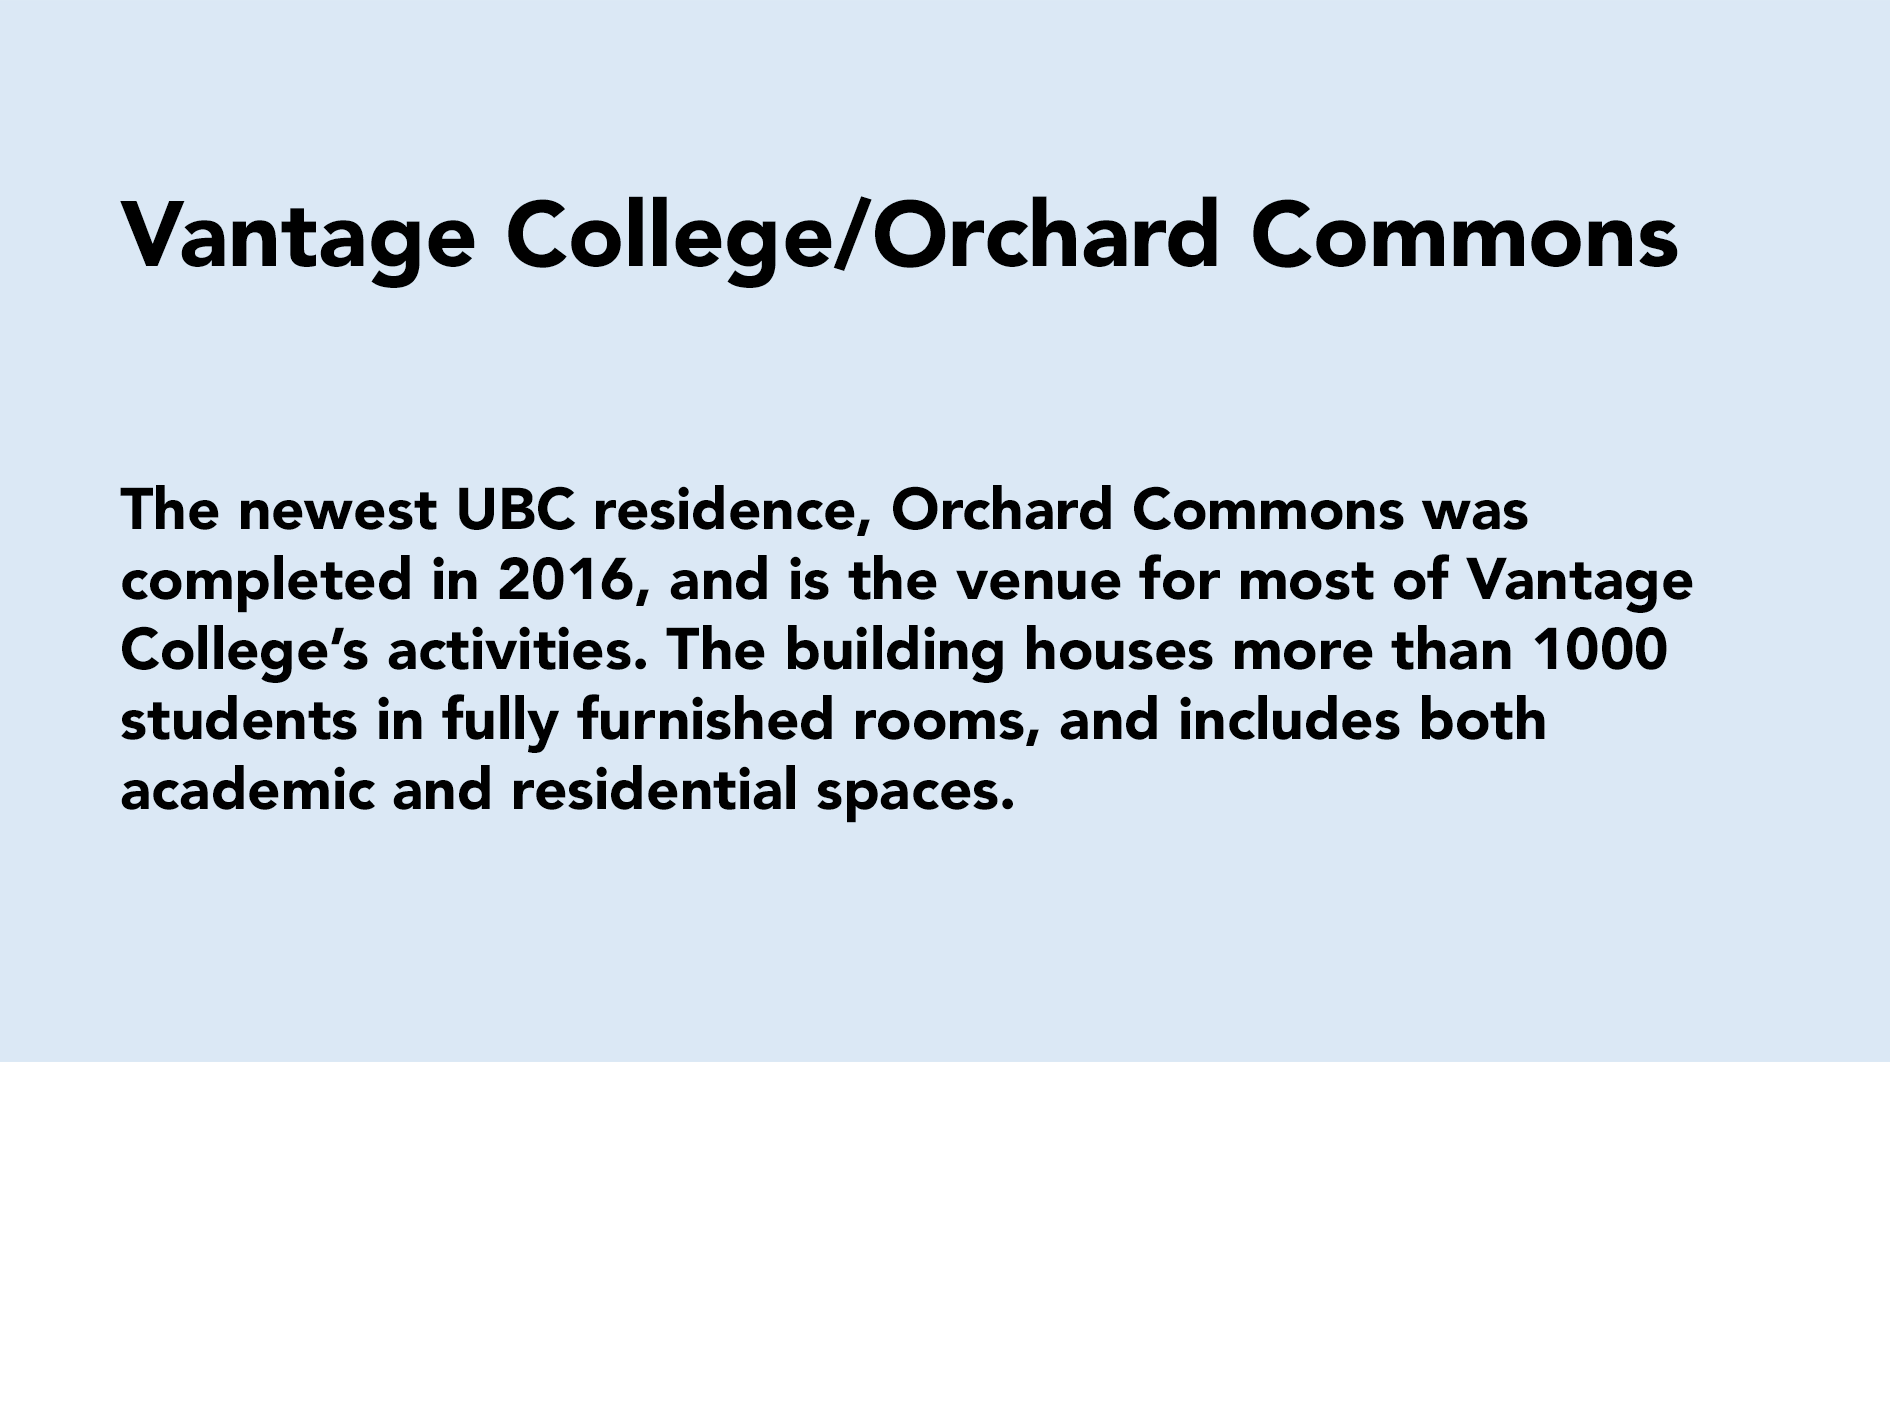 Vantage College/Orchard Commons
The newest UBC residence, Orchard Commons was
completed in 2016, and is the venue for most of Vantage
College’s activities. The building houses more than 1000
students in fully furnished rooms, and includes both
academic and residential spaces.